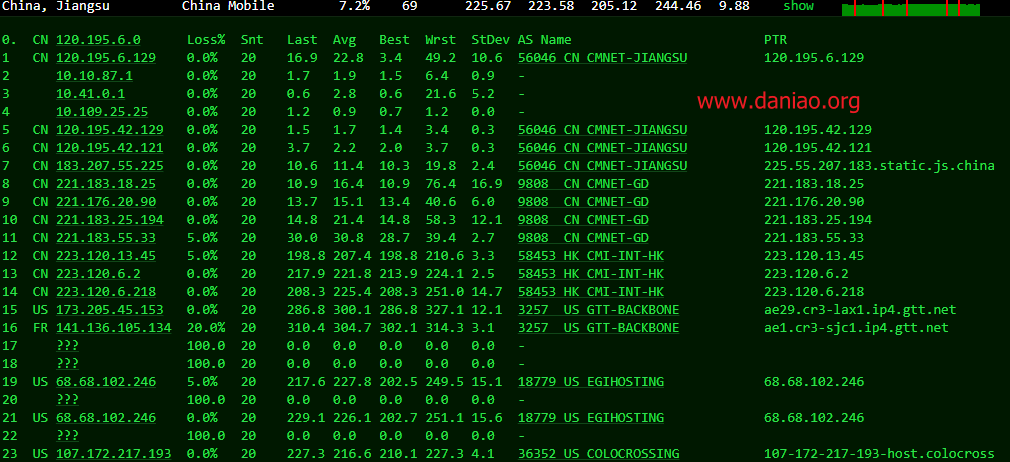 China, Jiangsu China Mobile 7.2% 69 225.67 223.58 205.12 244.46 9.88 show
0. CN 120.195.6.0 Loss% Snt Last Avg Best Wrst StDev AS Name PTR
1 CN 120.195.6.129 0.0% 20 16.9 22.8 3.4 49.2 10.6 56046 CN CMNET-JIANGSU 120.195.6.129
2 10.10.87.1 0.0% 20 1.7 1.9 1.5 6.4 0.9 -
3 10.41.0.1 0.0% 20 0.6 2.8 0.6 21.6 5.2 -
www.daniao.org
4 10.109.25.25 0.0% 20 1.2 0.9 0.7 1.2 0.0 -
5 CN 120.195.42.129 0.0% 20 1.5 1.7 1.4 3.4 0.3 56046 CN CMNET-JIANGSU 120.195.42.129
6 CN 120.195.42.121 0.0% 20 3.7 2.2 2.0 3.7 0.3 56046 CN CMNET-JIANGSU 120.195.42.121
7 CN 183.207.55.225 0.0% 20 10.6 11.4 10.3 19.8 2.4 56046 CN CMNET-JIANGSU 225.55.207.183.static.js.china
8 CN 221.183.18.25 0.0% 20 10.9 16.4 10.9 76.4 16.9 9808 CN CMNET-GD 221.183.18.25
9 CN 221.176.20.90 0.0% 20 13.7 15.1 13.4 40.6 6.0 9808 CN CMNET-GD 221.176.20.90
10 CN 221.183.25.194 0.0% 20 14.8 21.4 14.8 58.3 12.1 9808 CN CMNET-GD 221.183.25.194
11 CN 221.183.55.33 5.0% 20 30.0 30.8 28.7 39.4 2.7 9808 CN CMNET-GD 221.183.55.33
12 CN 223.120.13.45 5.0% 20 198.8 207.4 198.8 210.6 3.3 58453 HK CMI-INT-HK 223.120.13.45
13 CN 223.120.6.2 0.0% 20 217.9 221.8 213.9 224.1 2.5 58453 HK CMI-INT-HK 223.120.6.2
14 CN 223.120.6.218 0.0% 20 208.3 225.4 208.3 251.0 14.7 58453 HK CMI-INT-HK 223.120.6.218
15 US 173.205.45.153 0.0% 20 286.8 300.1 286.8 327.1 12.1 3257 US GTT-BACKBONE ae29.cr3-lax1.ip4.gtt.net
16 FR 141.136.105.134 20.0% 20 310.4 304.7 302.1 314.3 3.1 3257 US GTT-BACKBONE ae1.cr3-sjc1.ip4.gtt.net
17 ??? 100.0 20 0.0 0.0 0.0 0.0 0.0 -
18 ??? 100.0 20 0.0 0.0 0.0 0.0 0.0 -
19 US 68.68.102.246 5.0% 20 217.6 227.8 202.5 249.5 15.1 18779 US EGIHOSTING 68.68.102.246
20 ??? 100.0 20 0.0 0.0 0.0 0.0 0.0 -
21 US 68.68.102.246 0.0% 20 229.1 226.1 202.7 251.1 15.6 18779 US EGIHOSTING 68.68.102.246
22 ??? 100.0 20 0.0 0.0 0.0 0.0 0.0 -
23 US 107.172.217.193 0.0% 20 227.3 216.6 210.1 227.3 4.1 36352 US COLOCROSSING 107-172-217-193-host.colocross